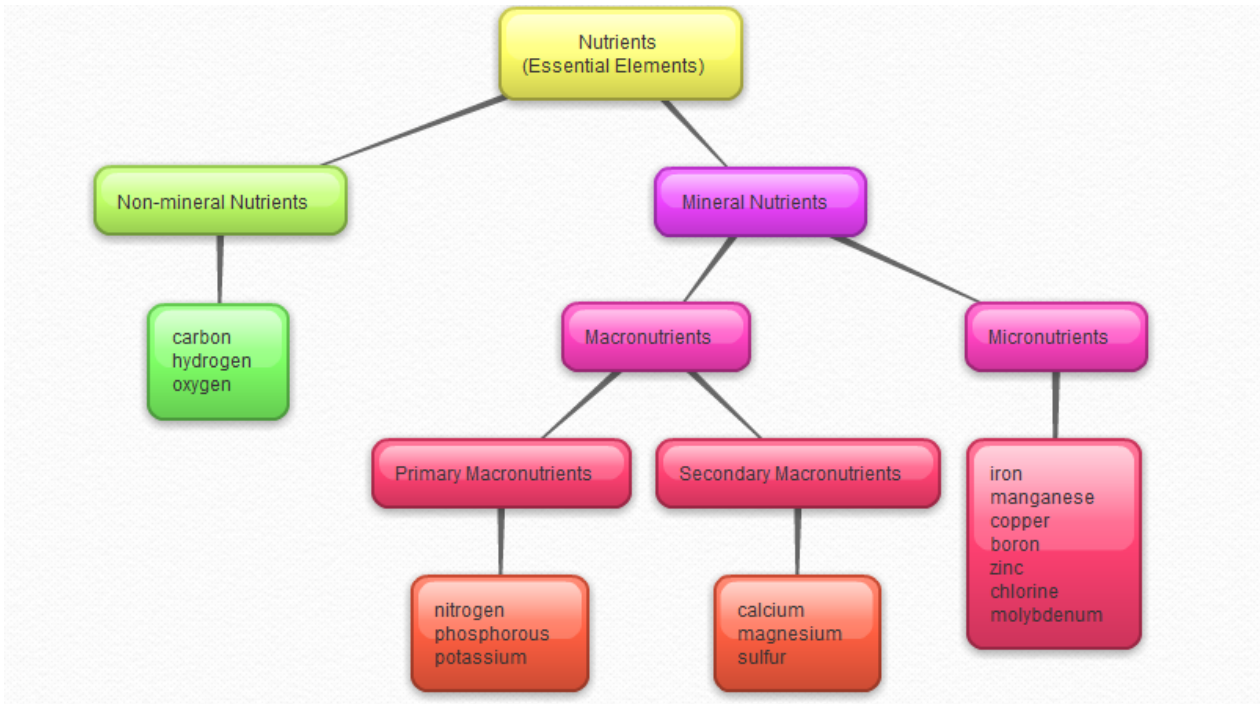 Nutrients
(Essential Elements)
Non-mineral Nutrients
Mineral Nutrients
carbon
hydrogen
oxygen
Macronutrients
Micronutrients
Primary Macronutrients
Secondary Macronutrients
iron
manganese
copper
boron
zinc
chlorine
molybdenum
nitrogen
phosphorous
potassium
calcium
magnesium
sulfur